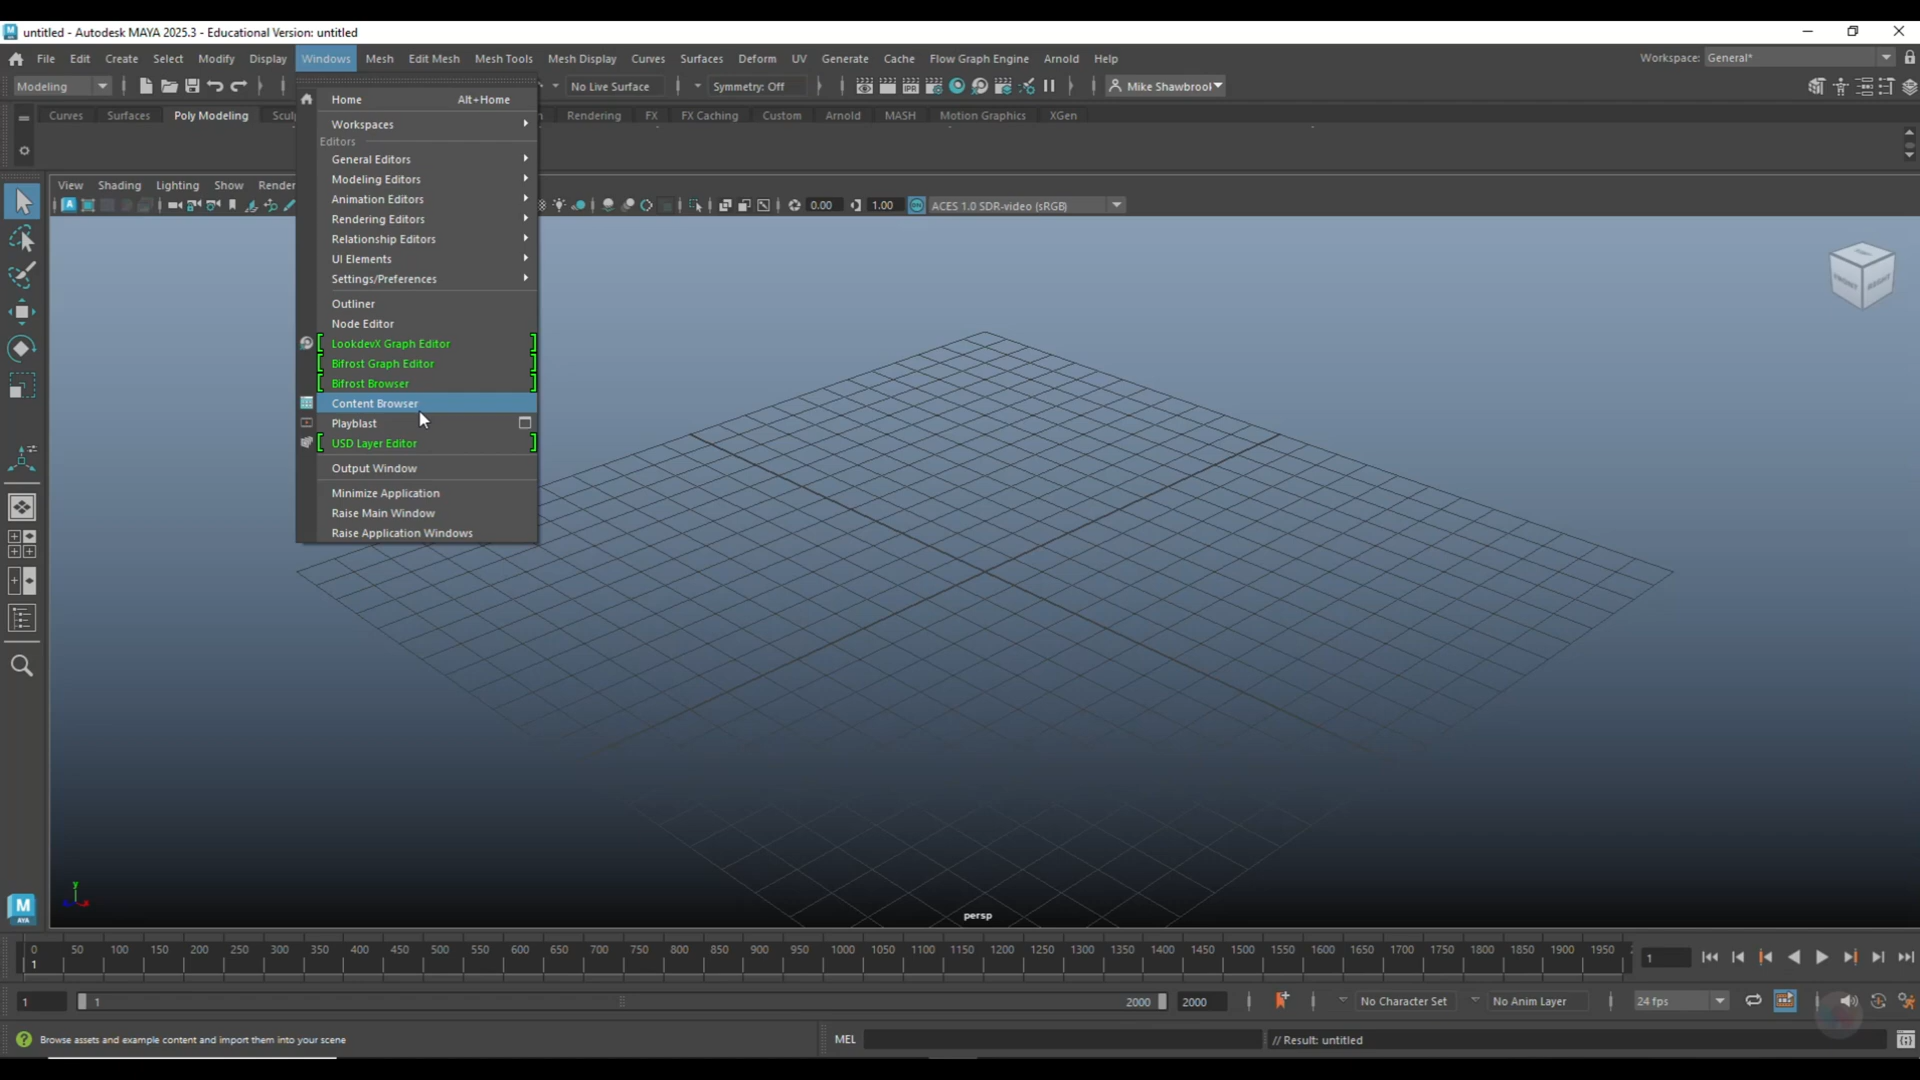 untitled - Autodesk MAYA 2025.3 - Educational Version: untitled
File Edit Create Select Modify Display Windows Mesh Edit Mesh Mesh Tools Mesh Display Curves Surfaces Deform UV Generate Cache Flow Graph Engine Arnold Help
Workspace: General*
Modeling
No Live Surface
Symmetry: Off
IPR
Mike Shawbrool
Curves Surfaces Poly Modeling
Rendering FX FX Caching Custom Arnold MASH Motion Graphics XGen
View Shading Lighting Show
0.00
1.00
ACES 1.0 SDR-video (sRGB)
Home Alt+Home
Workspaces
Editors
General Editors
Modeling Editors
Animation Editors
Rendering Editors
Relationship Editors
UI Elements
Settings/Preferences
Outliner
Node Editor
LookdevX Graph Editor
Bifrost Graph Editor
Bifrost Browser
Content Browser
Playblast
USD Layer Editor
Output Window
Minimize Application
Raise Main Window
Raise Application Windows
FRONT RIGHT
y
persp
M
AYA
0 50 100 150 200 250 300 350 400 450 500 550 600 650 700 750 800 850 900 950 1000 1050 1100 1150 1200 1250 1300 1350 1400 1450 1500 1550 1600 1650 1700 1750 1800 1850 1900 1950
1
1
1
1
2000
2000
No Character Set
No Anim Layer
24 fps
Browse assets and example content and import them into your scene
MEL
// Result: untitled